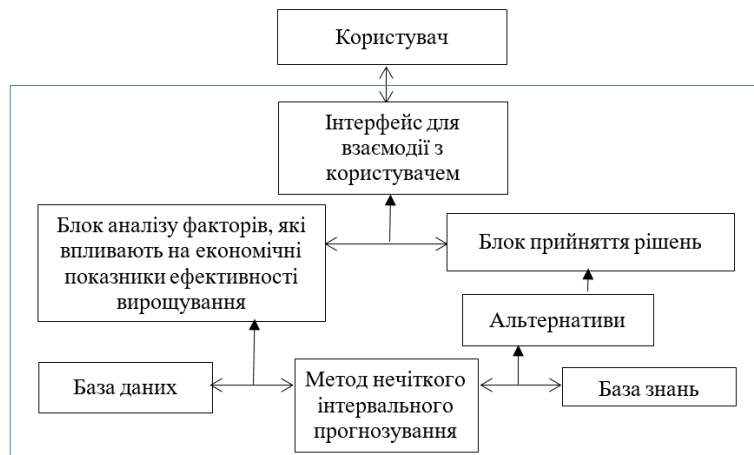 Користувач
Інтерфейс для
взаємодії з
користувачем
Блок аналізу факторів, які
впливають на економічні
показники ефективності
вирощування
Блок прийняття рішень
Альтернативи
База даних
Метод нечіткого
інтервального
прогнозування
База знань